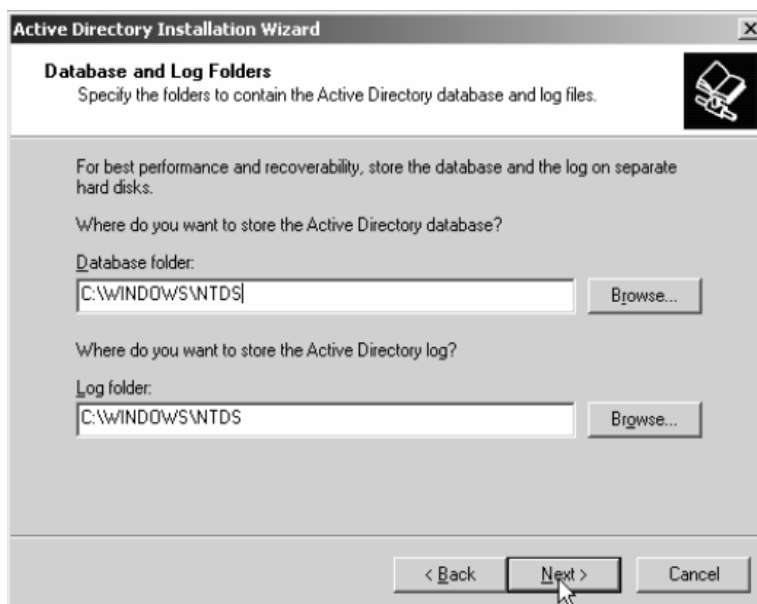 Active Directory Installation Wizard
Database and Log Folders
Specify the folders to contain the Active Directory database and log files.
For best performance and recoverability, store the database and the log on separate
hard disks.
Where do you want to store the Active Directory database?
Database folder:
C:\WINDOWS\NTDS
Browse...
Where do you want to store the Active Directory log?
Log folder:
C:\WINDOWS\NTDS
Browse...
< Back
Next >
Cancel